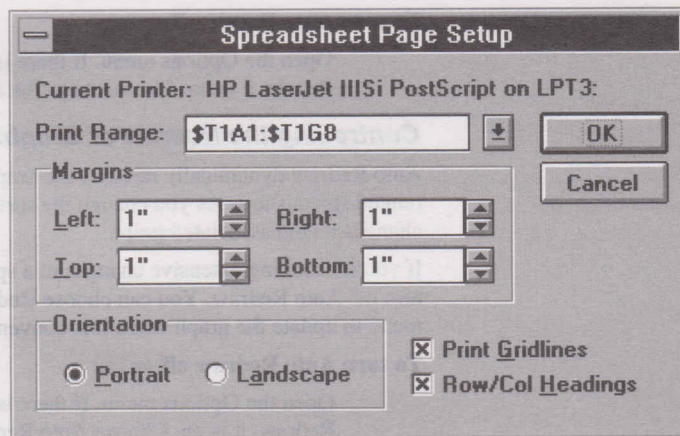 Spreadsheet Page Setup
Current Printer: HP LaserJet IIISi PostScript on LPT3:
Print Range: $T1A1:$T1G8
OK
Margins
Cancel
Left: 1" Right: 1"
Top: 1" Bottom: 1"
Orientation
Portrait Landscape
Print Gridlines
Row/Col Headings